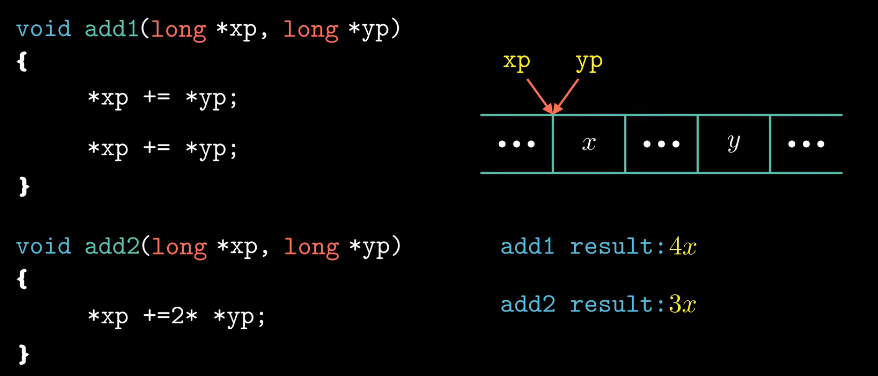 void add1(long *xp, long *yp)
{
*xp += *yp;
*xp += *yp;
}
void add2(long *xp, long *yp)
{
*xp +=2* *yp;
}
xp yp
••• x ••• y •••
add1 result:4x
add2 result:3x